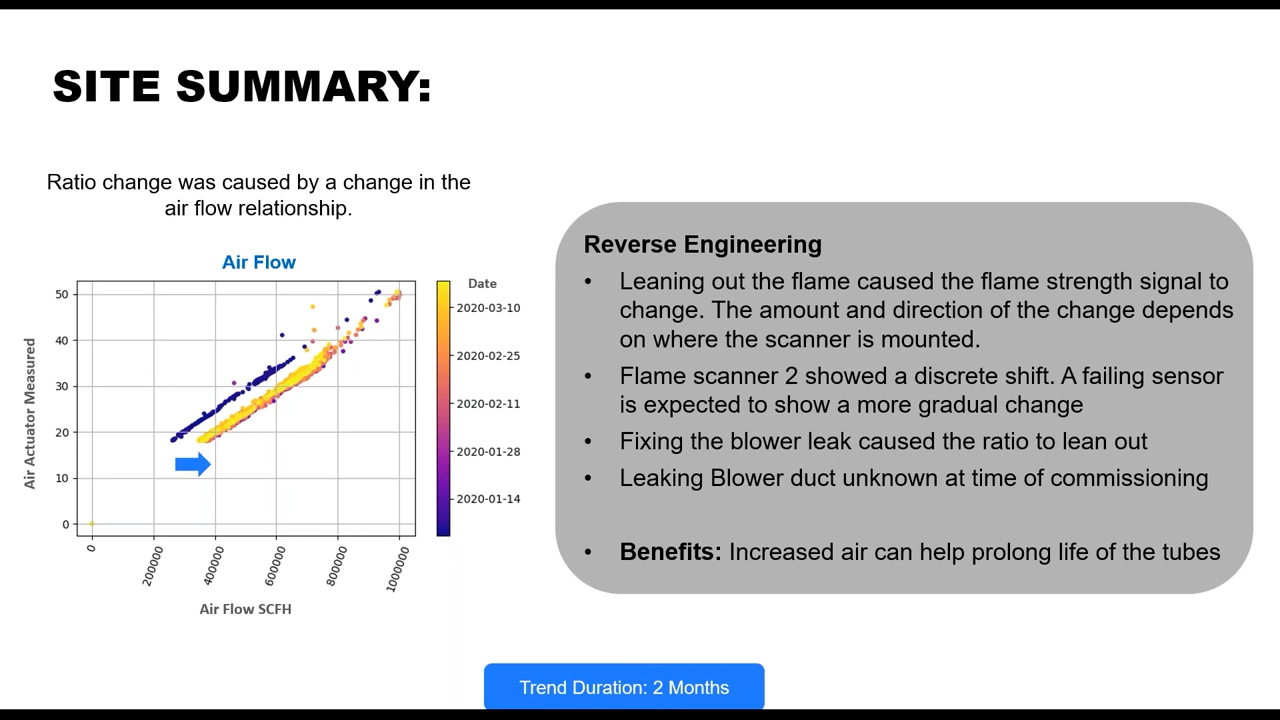 SITE SUMMARY:
Ratio change was caused by a change in the
air flow relationship.
Air Flow
Date
50
40
30
20
10
0
Air Actuator Measured
0
200000
400000
600000
800000
1000000
Air Flow SCFH
2020-03-10
2020-02-25
2020-02-11
2020-01-28
2020-01-14
Reverse Engineering
• Leaning out the flame caused the flame strength signal to
change. The amount and direction of the change depends
on where the scanner is mounted.
• Flame scanner 2 showed a discrete shift. A failing sensor
is expected to show a more gradual change
• Fixing the blower leak caused the ratio to lean out
• Leaking Blower duct unknown at time of commissioning
• Benefits: Increased air can help prolong life of the tubes
Trend Duration: 2 Months